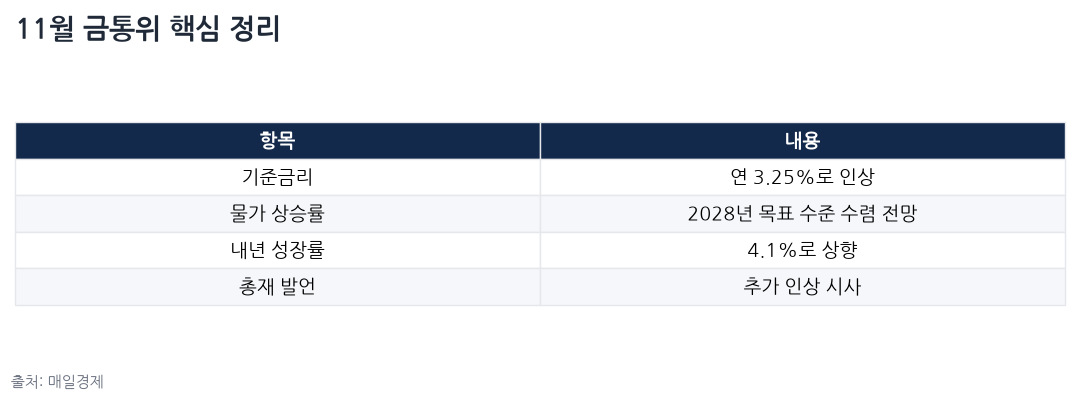 11월 금통위 핵심 정리
항목 내용
기준금리 연 3.25%로 인상
물가 상승률 2028년 목표 수준 수렴 전망
내년 성장률 4.1%로 상향
총재 발언 추가 인상 시사
출처: 매일경제